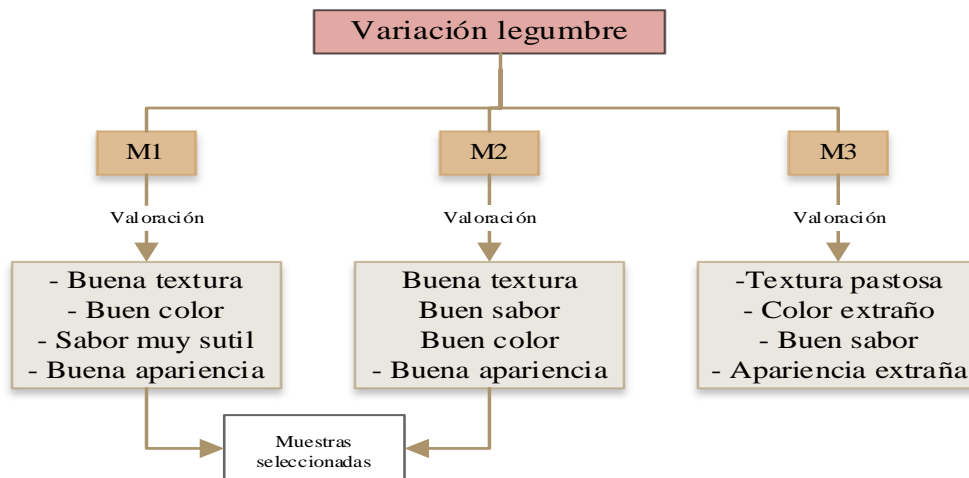 Variación legumbre
M1
M2
M3
Valoración
Valoración
Valoración
- Buena textura
- Buen color
- Sabor muy sutil
- Buena apariencia
Buena textura
Buen sabor
Buen color
- Buena apariencia
-Textura pastosa
- Color extraño
- Buen sabor
- Apariencia extraña
Muestras
seleccionadas